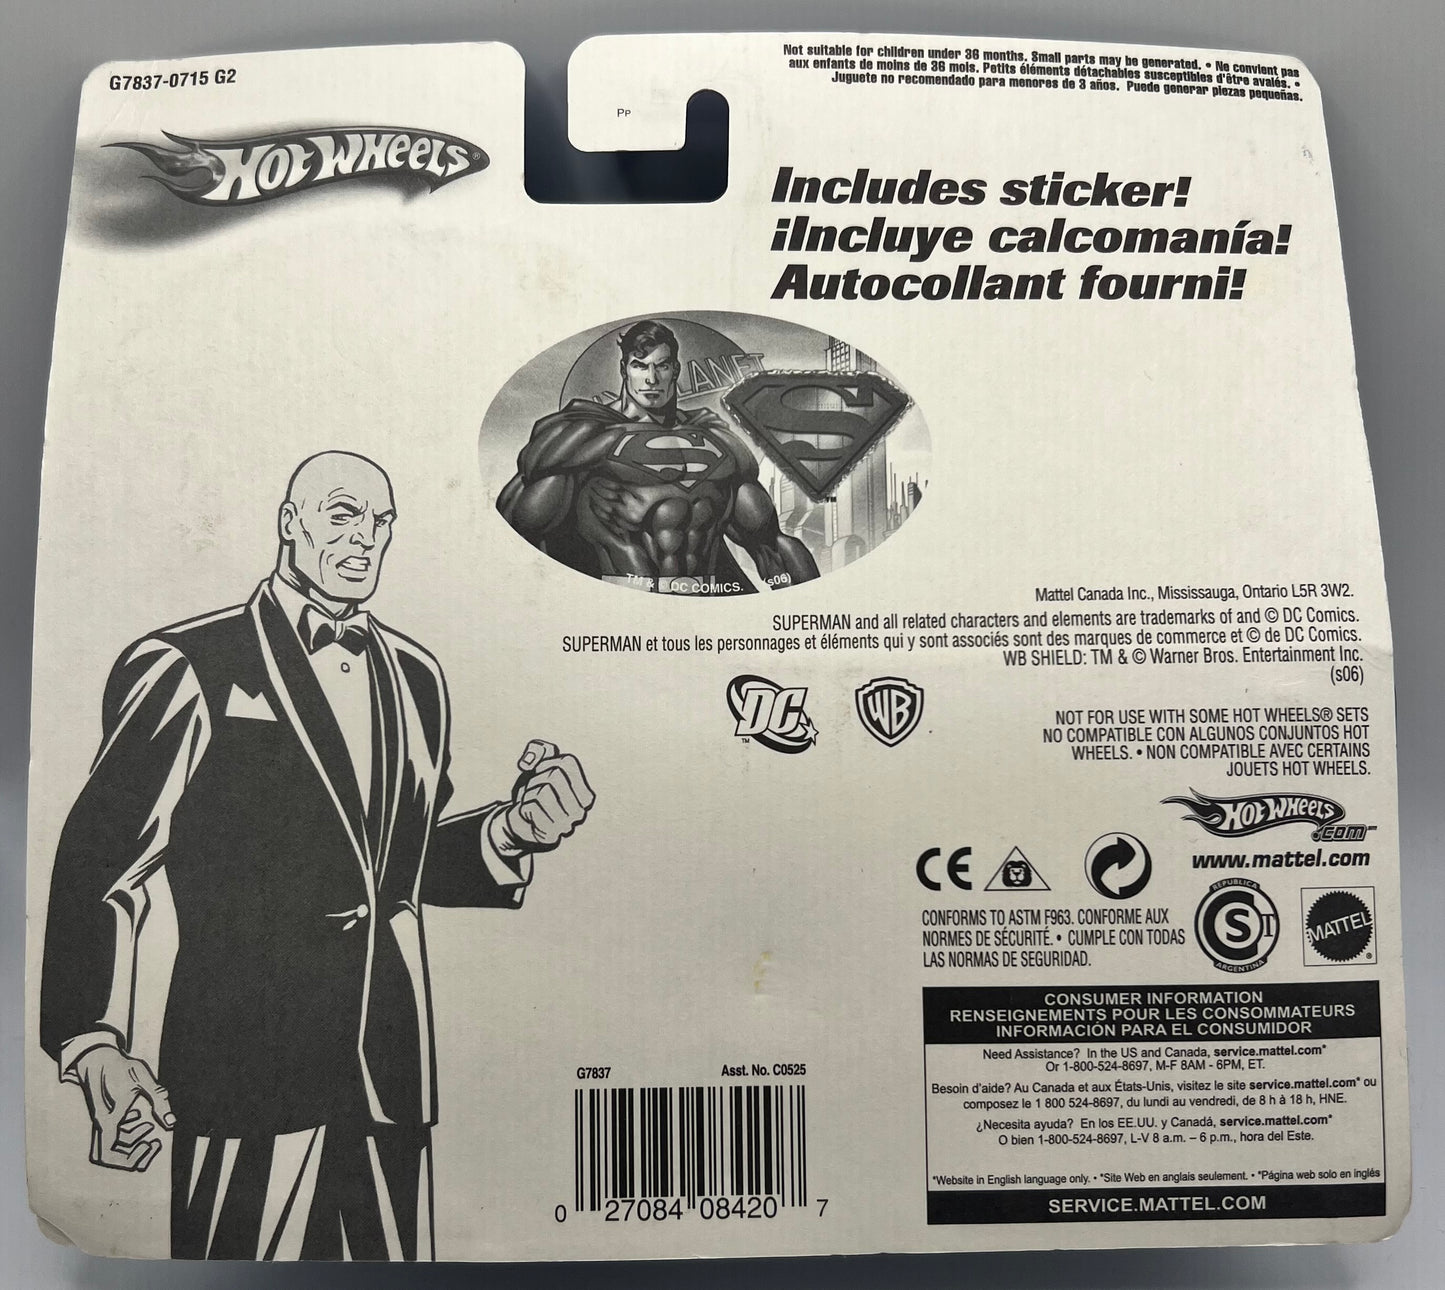 G7837-0715 G2
HOT WHEELS®
PP
Not suitable for children under 36 months. Small parts may be generated. • Ne convient pas
aux enfants de moins de 36 mois. Petits éléments détachables susceptibles d'être avalés. •
Juguete no recomendado para menores de 3 años. Puede generar piezas pequeñas.
Includes sticker!
¡Incluye calcomanía!
Autocollant fourni!
PLANET
S
S
TM
TM & © DC COMICS. (s06)
Mattel Canada Inc., Mississauga, Ontario L5R 3W2.
SUPERMAN and all related characters and elements are trademarks of and © DC Comics.
SUPERMAN et tous les personnages et éléments qui y sont associés sont des marques de commerce et © de DC Comics.
WB SHIELD: TM & © Warner Bros. Entertainment Inc.
(s06)
DC
TM
WB
NOT FOR USE WITH SOME HOT WHEELS® SETS
NO COMPATIBLE CON ALGUNOS CONJUNTOS HOT
WHEELS. • NON COMPATIBLE AVEC CERTAINS
JOUETS HOT WHEELS.
HOT WHEELS
.com
www.mattel.com
CE
CONFORMS TO ASTM F963. CONFORME AUX
NORMES DE SÉCURITÉ. • CUMPLE CON TODAS
LAS NORMAS DE SEGURIDAD.
REPUBLICA
CSI
ARGENTINA
MATTEL
®
CONSUMER INFORMATION
RENSEIGNEMENTS POUR LES CONSOMMATEURS
INFORMACIÓN PARA EL CONSUMIDOR
Need Assistance? In the US and Canada, service.mattel.com*
Or 1-800-524-8697, M-F 8AM - 6PM, ET.
Besoin d'aide? Au Canada et aux États-Unis, visitez le site service.mattel.com* ou
composez le 1 800 524-8697, du lundi au vendredi, de 8 h à 18 h, HNE.
¿Necesita ayuda? En los EE.UU. y Canadá, service.mattel.com*
O bien 1-800-524-8697, L-V 8 a.m. – 6 p.m., hora del Este.
*Website in English language only. • *Site Web en anglais seulement. • *Página web solo en inglés
SERVICE.MATTEL.COM
G7837 Asst. No. C0525
0 27084 08420 7